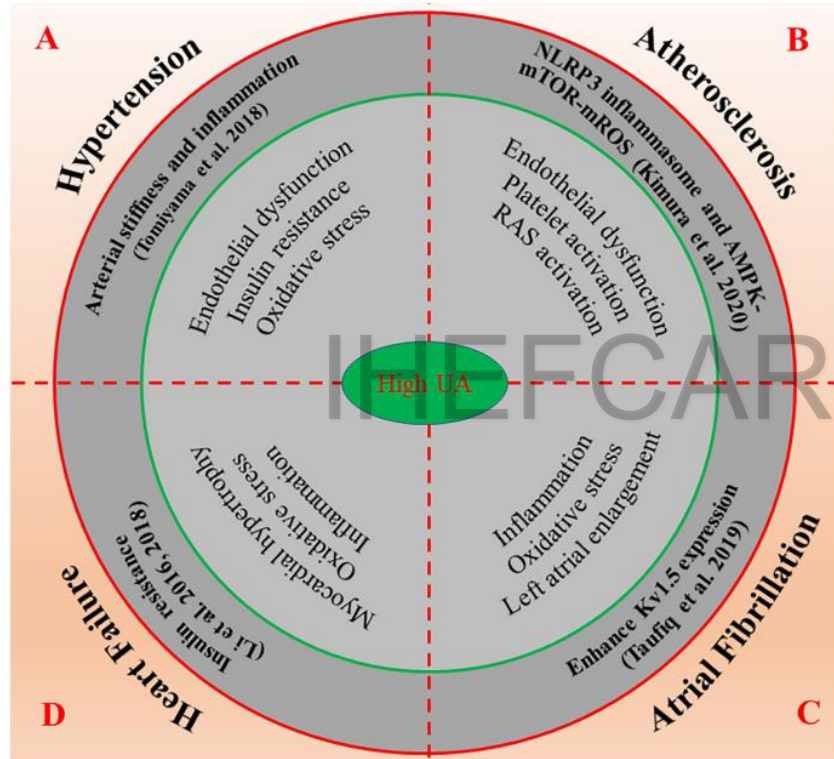 A
Hypertension
Arterial stiffness and inflammation
(Tomiyama et al. 2018)
Endothelial dysfunction
Insulin resistance
Oxidative stress
B
Atherosclerosis
NLRP3 inflammasome and AMPK-
mTOR-mROS (Kimura et al. 2020)
Endothelial dysfunction
Platelet activation
RAS activation
IHEFCAR
High UA
D
Heart Failure
Insulin resistance
(Li et al. 2016, 2018)
Myocardial hypertrophy
Oxidative stress
Inflammation
C
Atrial Fibrillation
Enhance Kv1.5 expression
(Taufiq et al. 2019)
Inflammation
Oxidative stress
Left atrial enlargement